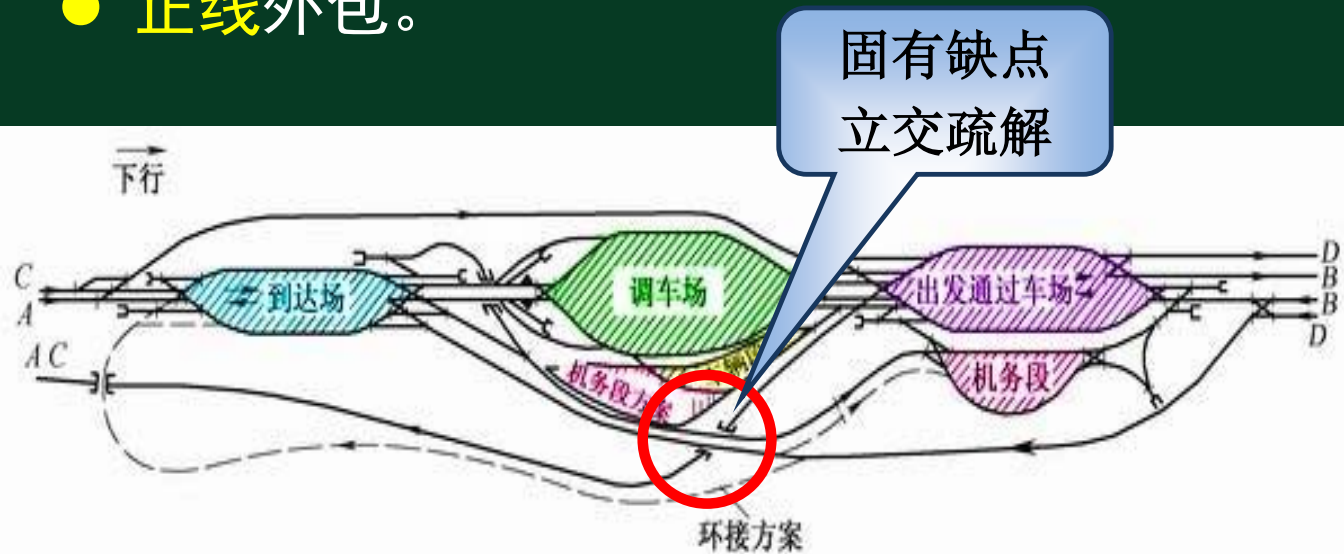 正线外包。
固有缺点
立交疏解
下行
C
A
A C
到达场
调车场
出发通过车场
D
B
B
D
机务段方案
机务段
环接方案